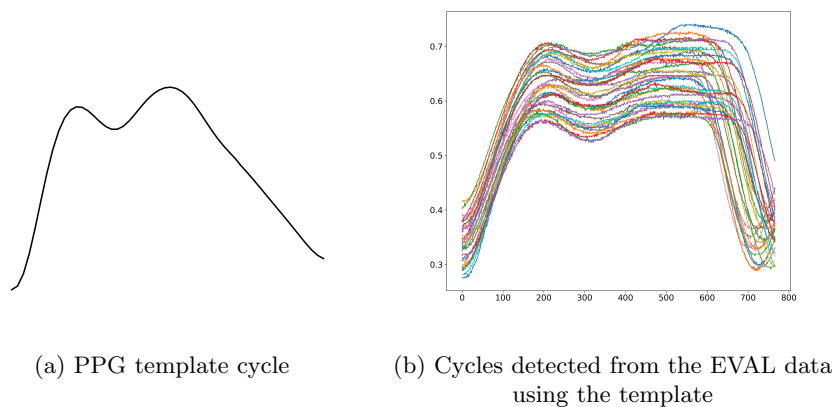 0.7
0.6
0.5
0.4
0.3
0 100 200 300 400 500 600 700 800
(a) PPG template cycle
(b) Cycles detected from the EVAL data
using the template